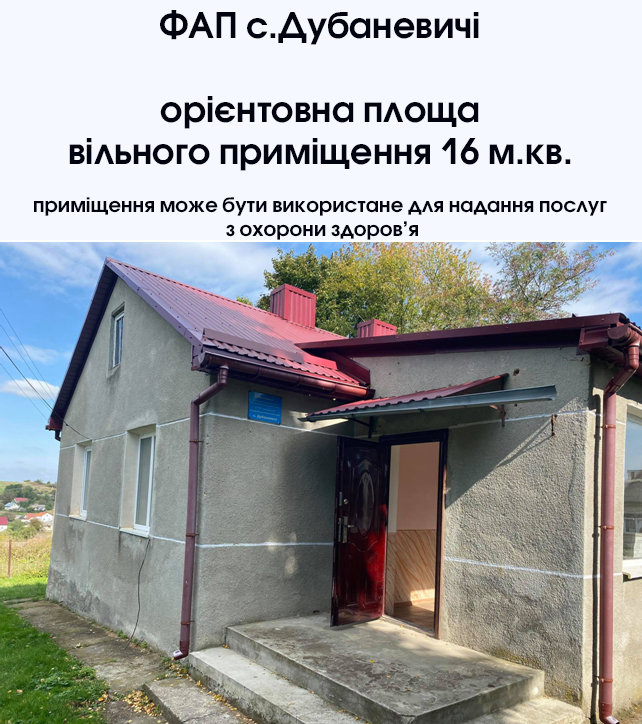 ФАП с.Дубаневичі
орієнтовна площа
вільного приміщення 16 м.кв.
приміщення може бути використане для надання послуг
з охорони здоров’я